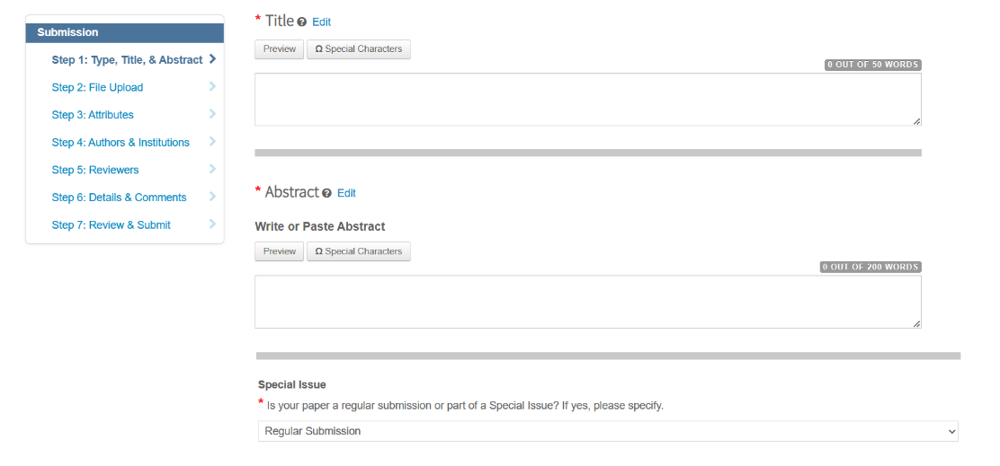 Submission
Step 1: Type, Title, & Abstract
Step 2: File Upload
Step 3: Attributes
Step 4: Authors & Institutions
Step 5: Reviewers
Step 6: Details & Comments
Step 7: Review & Submit
* Title ? Edit
Preview Ω Special Characters
0 OUT OF 50 WORDS
* Abstract ? Edit
Write or Paste Abstract
Preview Ω Special Characters
0 OUT OF 200 WORDS
Special Issue
* Is your paper a regular submission or part of a Special Issue? If yes, please specify.
Regular Submission